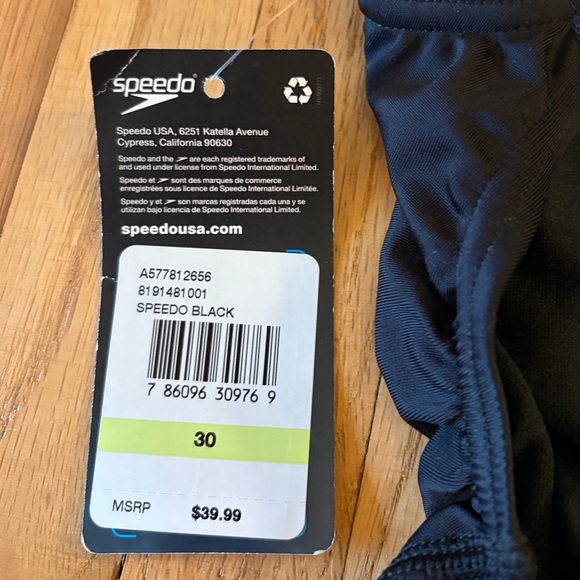 speedo
Speedo USA, 6251 Katella Avenue
Cypress, California 90630
Speedo and the are each registered trademarks of
and used under license from Speedo International Limited.
Speedo et sont des marques de commerce
enregistrées sous licence de Speedo International Limitée.
Speedo y et son marcas registradas cada una y se
utilizan bajo licencia de Speedo International Limited.
speedousa.com
A577812656
8191481001
SPEEDO BLACK
7 86096 30976 9
30
MSRP $39.99